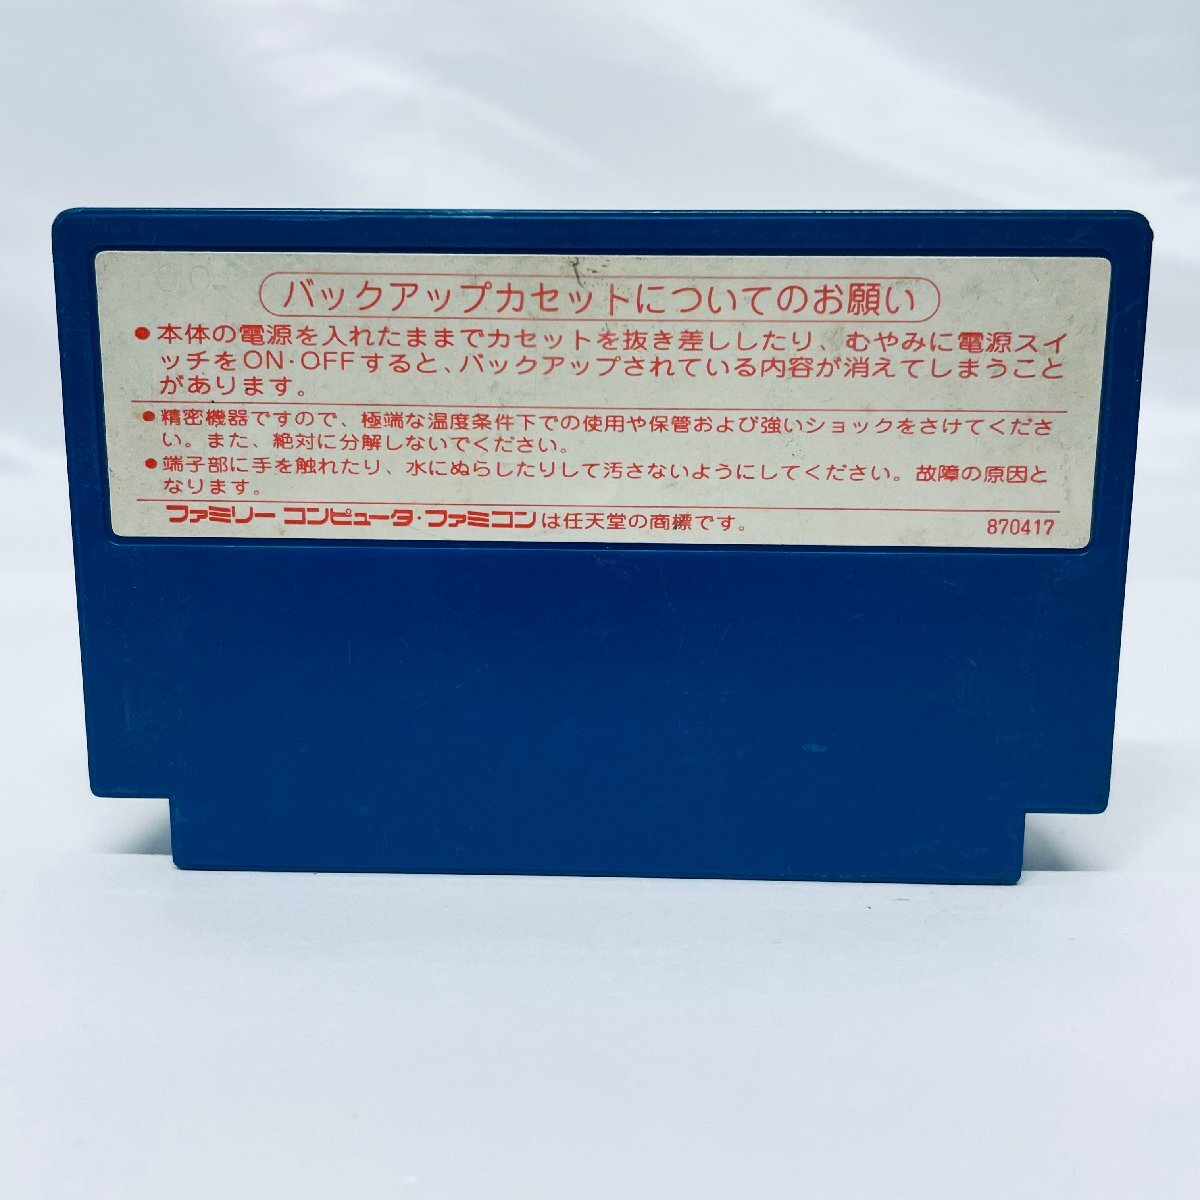 バックアップカセットについてのお願い
●本体の電源を入れたままでカセットを抜き差ししたり、むやみに電源スイ
ッチをON・OFFすると、バックアップされている内容が消えてしまうこと
があります。
●精密機器ですので、極端な温度条件下での使用や保管および強いショックをさけてくださ
い。また、絶対に分解しないでください。
●端子部に手を触れたり、水にぬらしたりして汚さないようにしてください。故障の原因と
なります。
ファミリー コンピュータ・ファミコンは任天堂の商標です。 870417